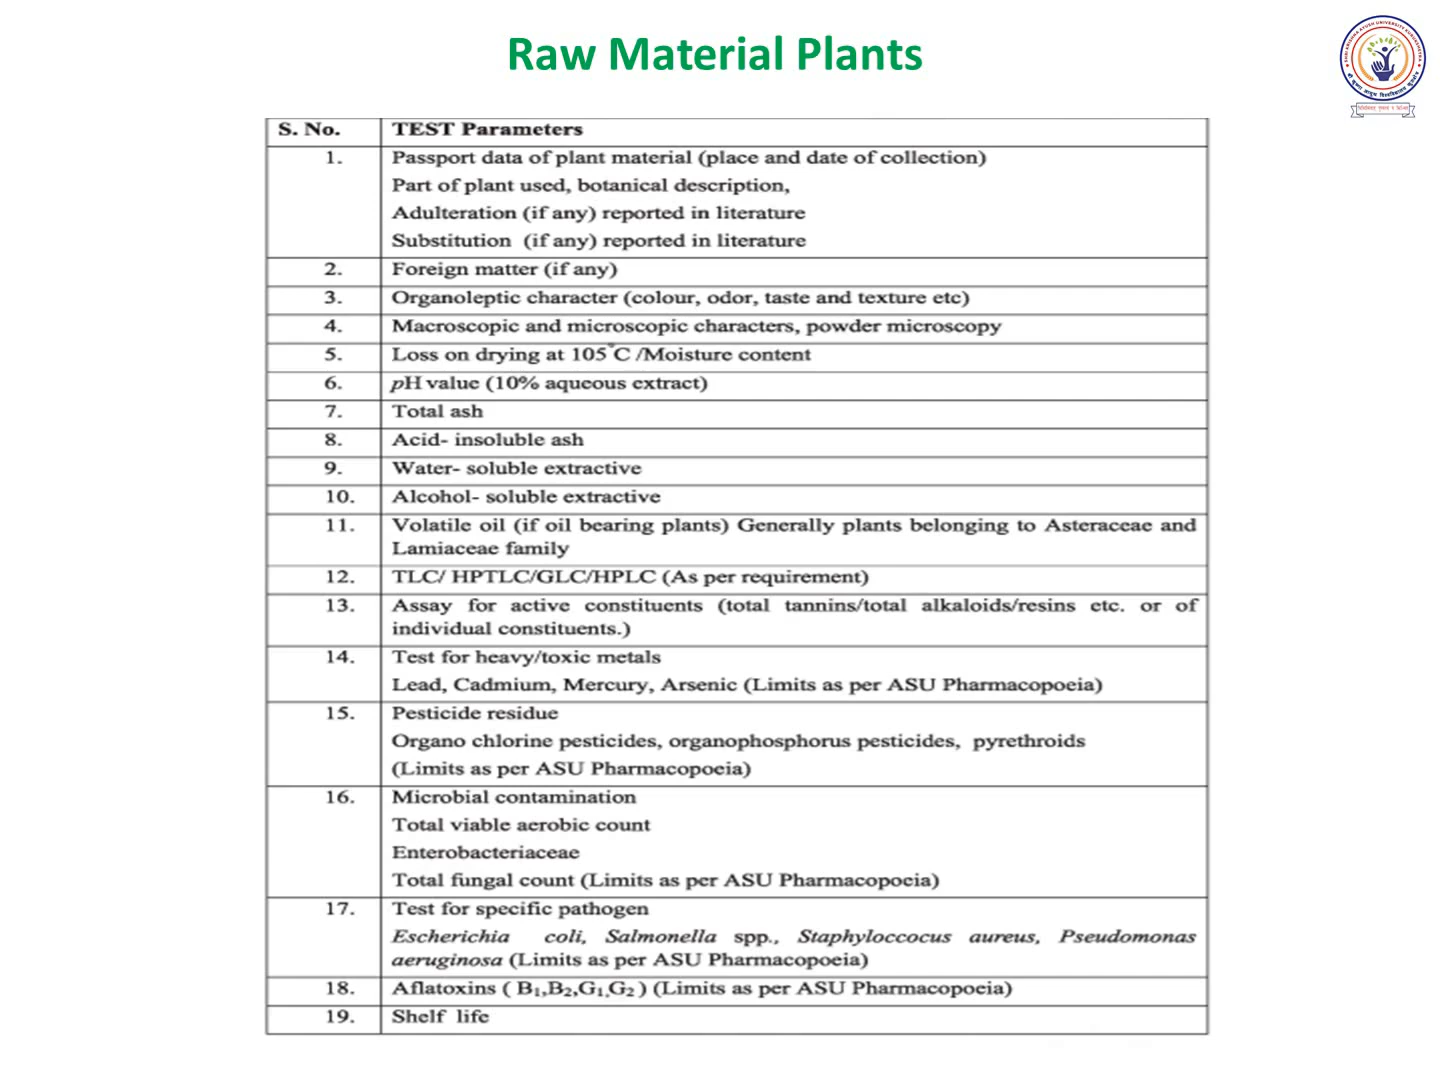 Raw Material Plants
S. No. TEST Parameters
1. Passport data of plant material (place and date of collection)
Part of plant used, botanical description,
Adulteration (if any) reported in literature
Substitution (if any) reported in literature
2. Foreign matter (if any)
3. Organoleptic character (colour, odor, taste and texture etc)
4. Macroscopic and microscopic characters, powder microscopy
5. Loss on drying at 105°C /Moisture content
6. pH value (10% aqueous extract)
7. Total ash
8. Acid- insoluble ash
9. Water- soluble extractive
10. Alcohol- soluble extractive
11. Volatile oil (if oil bearing plants) Generally plants belonging to Asteraceae and
Lamiaceae family
12. TLC/ HPTLC/GLC/HPLC (As per requirement)
13. Assay for active constituents (total tannins/total alkaloids/resins etc. or of
individual constituents.)
14. Test for heavy/toxic metals
Lead, Cadmium, Mercury, Arsenic (Limits as per ASU Pharmacopoeia)
15. Pesticide residue
Organo chlorine pesticides, organophosphorus pesticides, pyrethroids
(Limits as per ASU Pharmacopoeia)
16. Microbial contamination
Total viable aerobic count
Enterobacteriaceae
Total fungal count (Limits as per ASU Pharmacopoeia)
17. Test for specific pathogen
Escherichia coli, Salmonella spp., Staphyloccocus aureus, Pseudomonas
aeruginosa (Limits as per ASU Pharmacopoeia)
18. Aflatoxins ( B₁,B₂,G₁,G₂ ) (Limits as per ASU Pharmacopoeia)
19. Shelf life